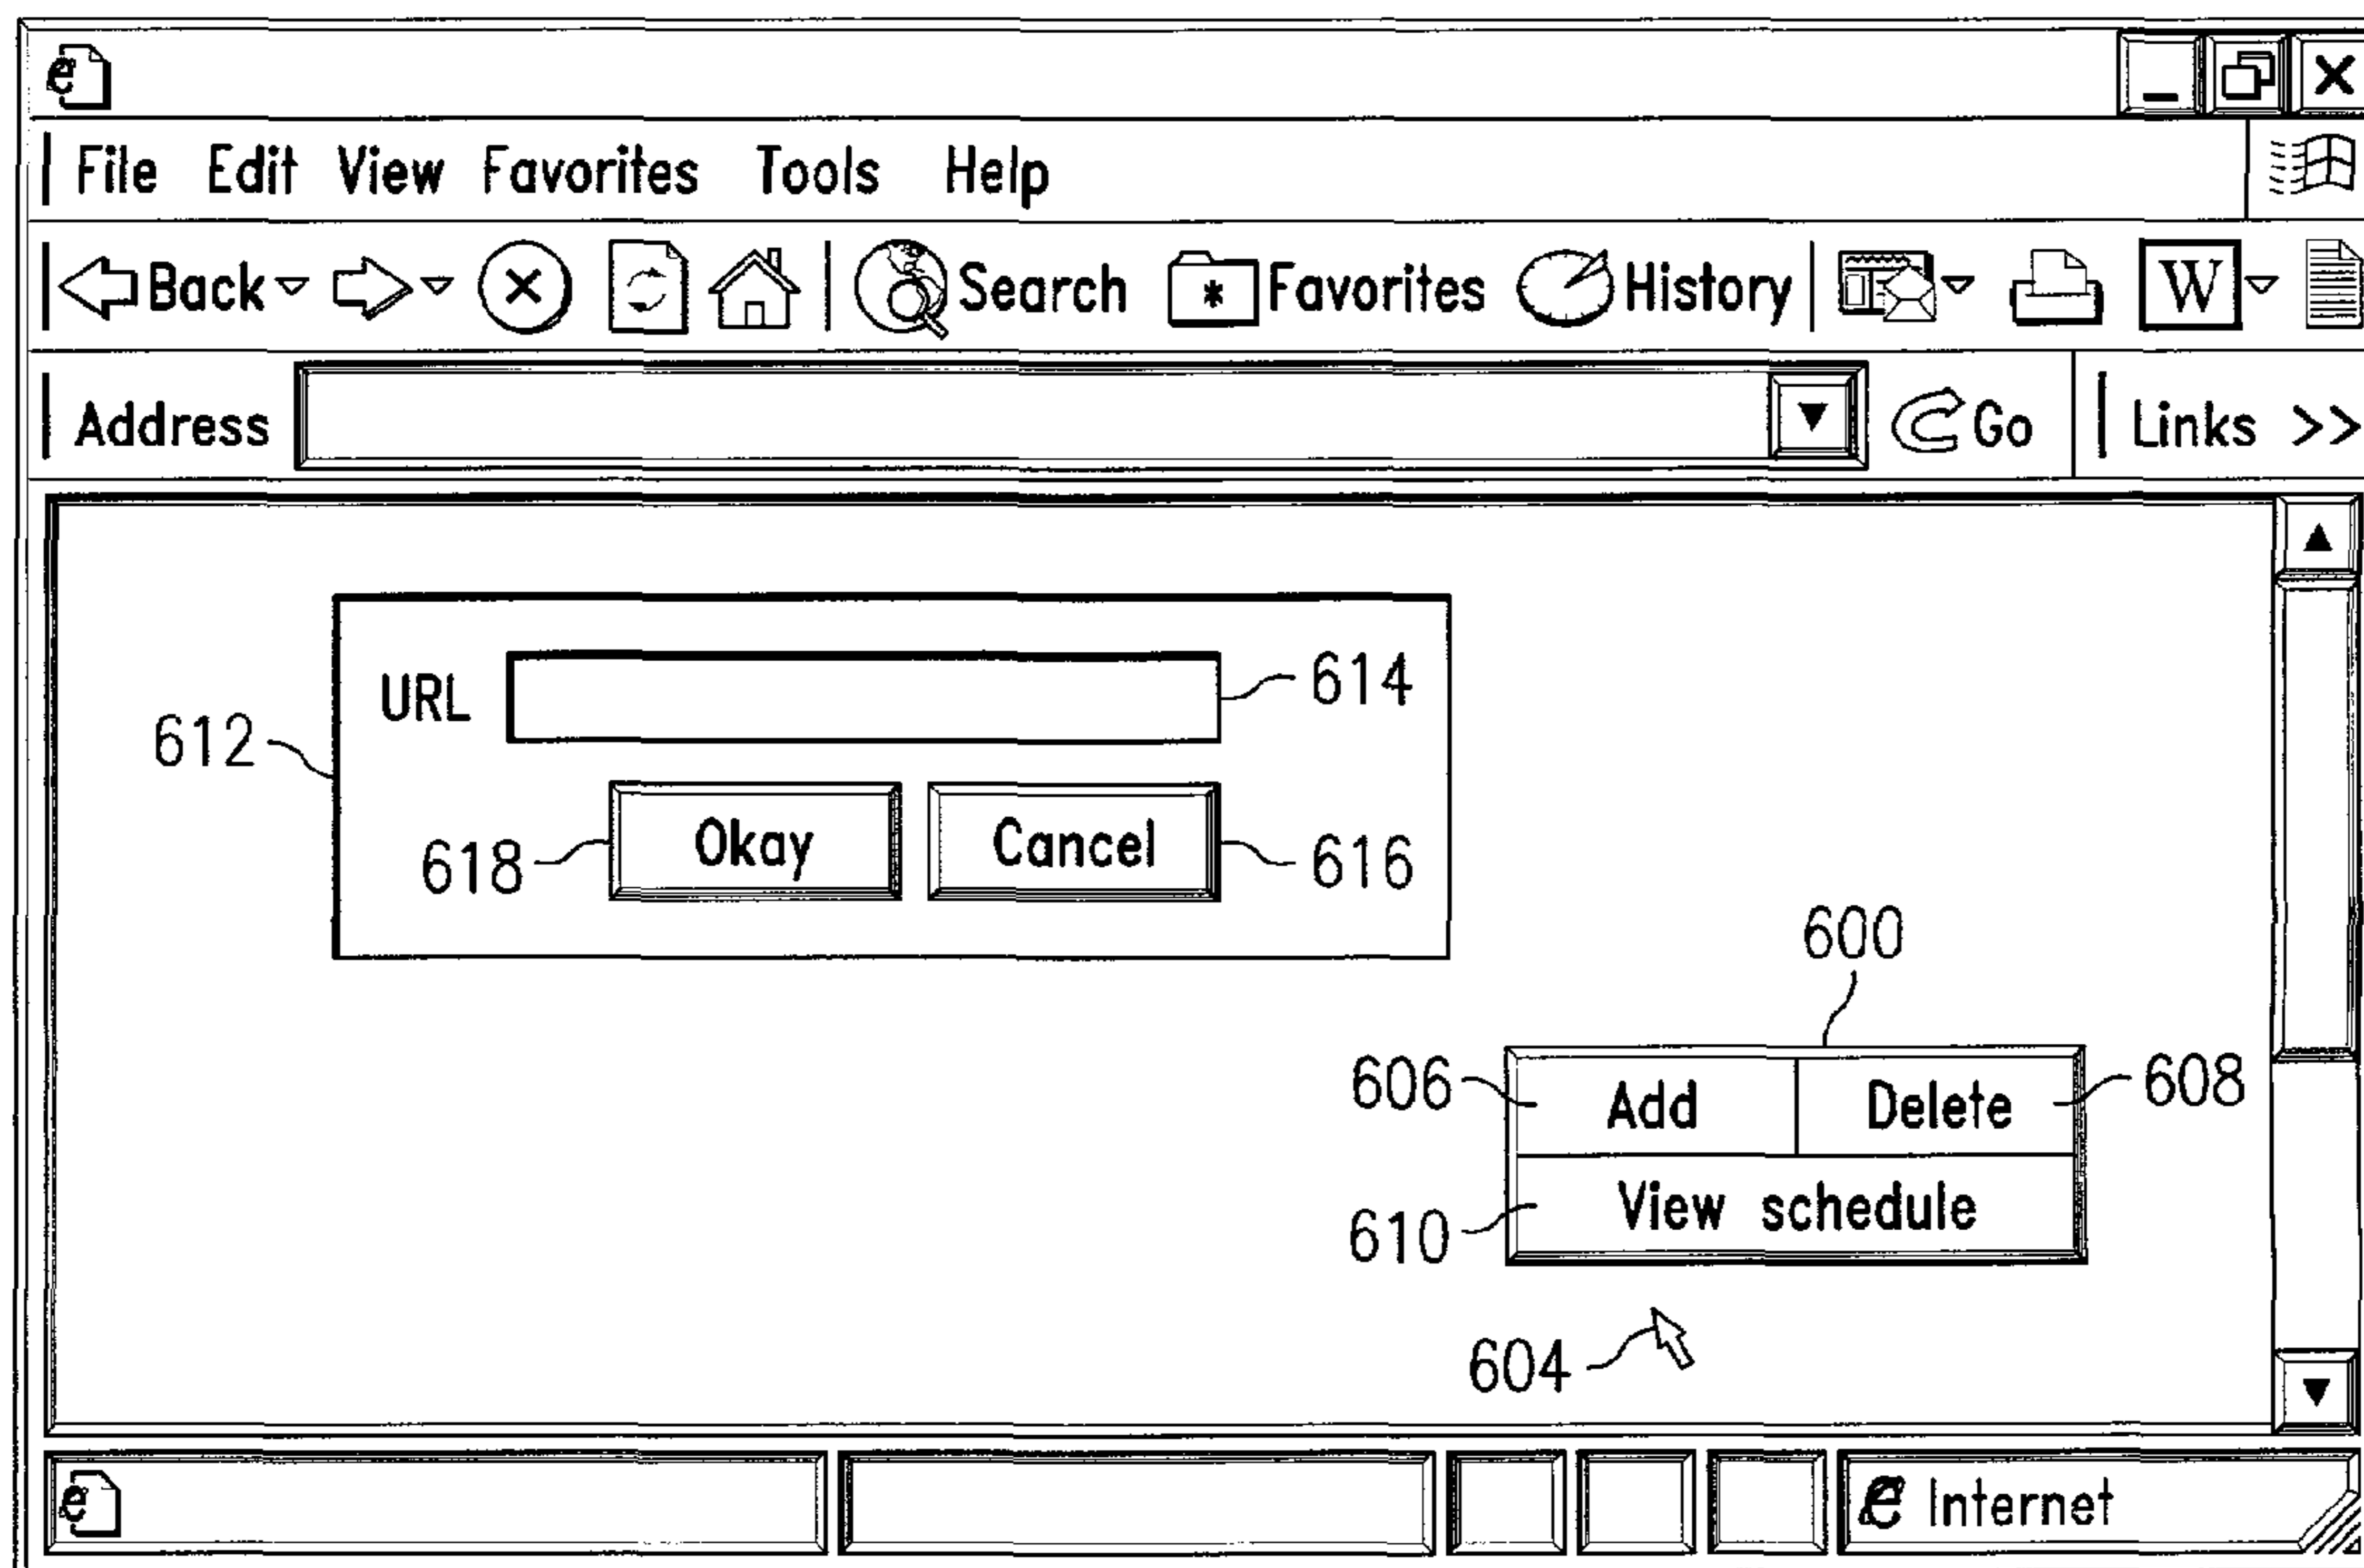 e
File Edit View Favorites Tools Help
Back Search Favorites History W
Address Go Links >>
URL 614
612
Okay Cancel
618 616
600
606 Add Delete 608
610 View schedule
604
e e Internet